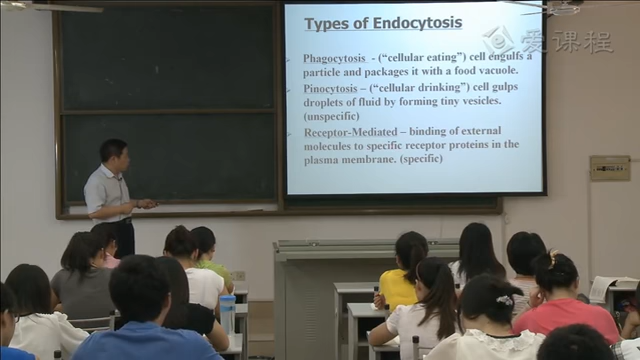 Types of Endocytosis
爱课程
Phagocytosis - (“cellular eating”) cell engulfs a
particle and packages it with a food vacuole.
Pinocytosis – (“cellular drinking”) cell gulps
droplets of fluid by forming tiny vesicles.
(unspecific)
Receptor-Mediated – binding of external
molecules to specific receptor proteins in the
plasma membrane. (specific)